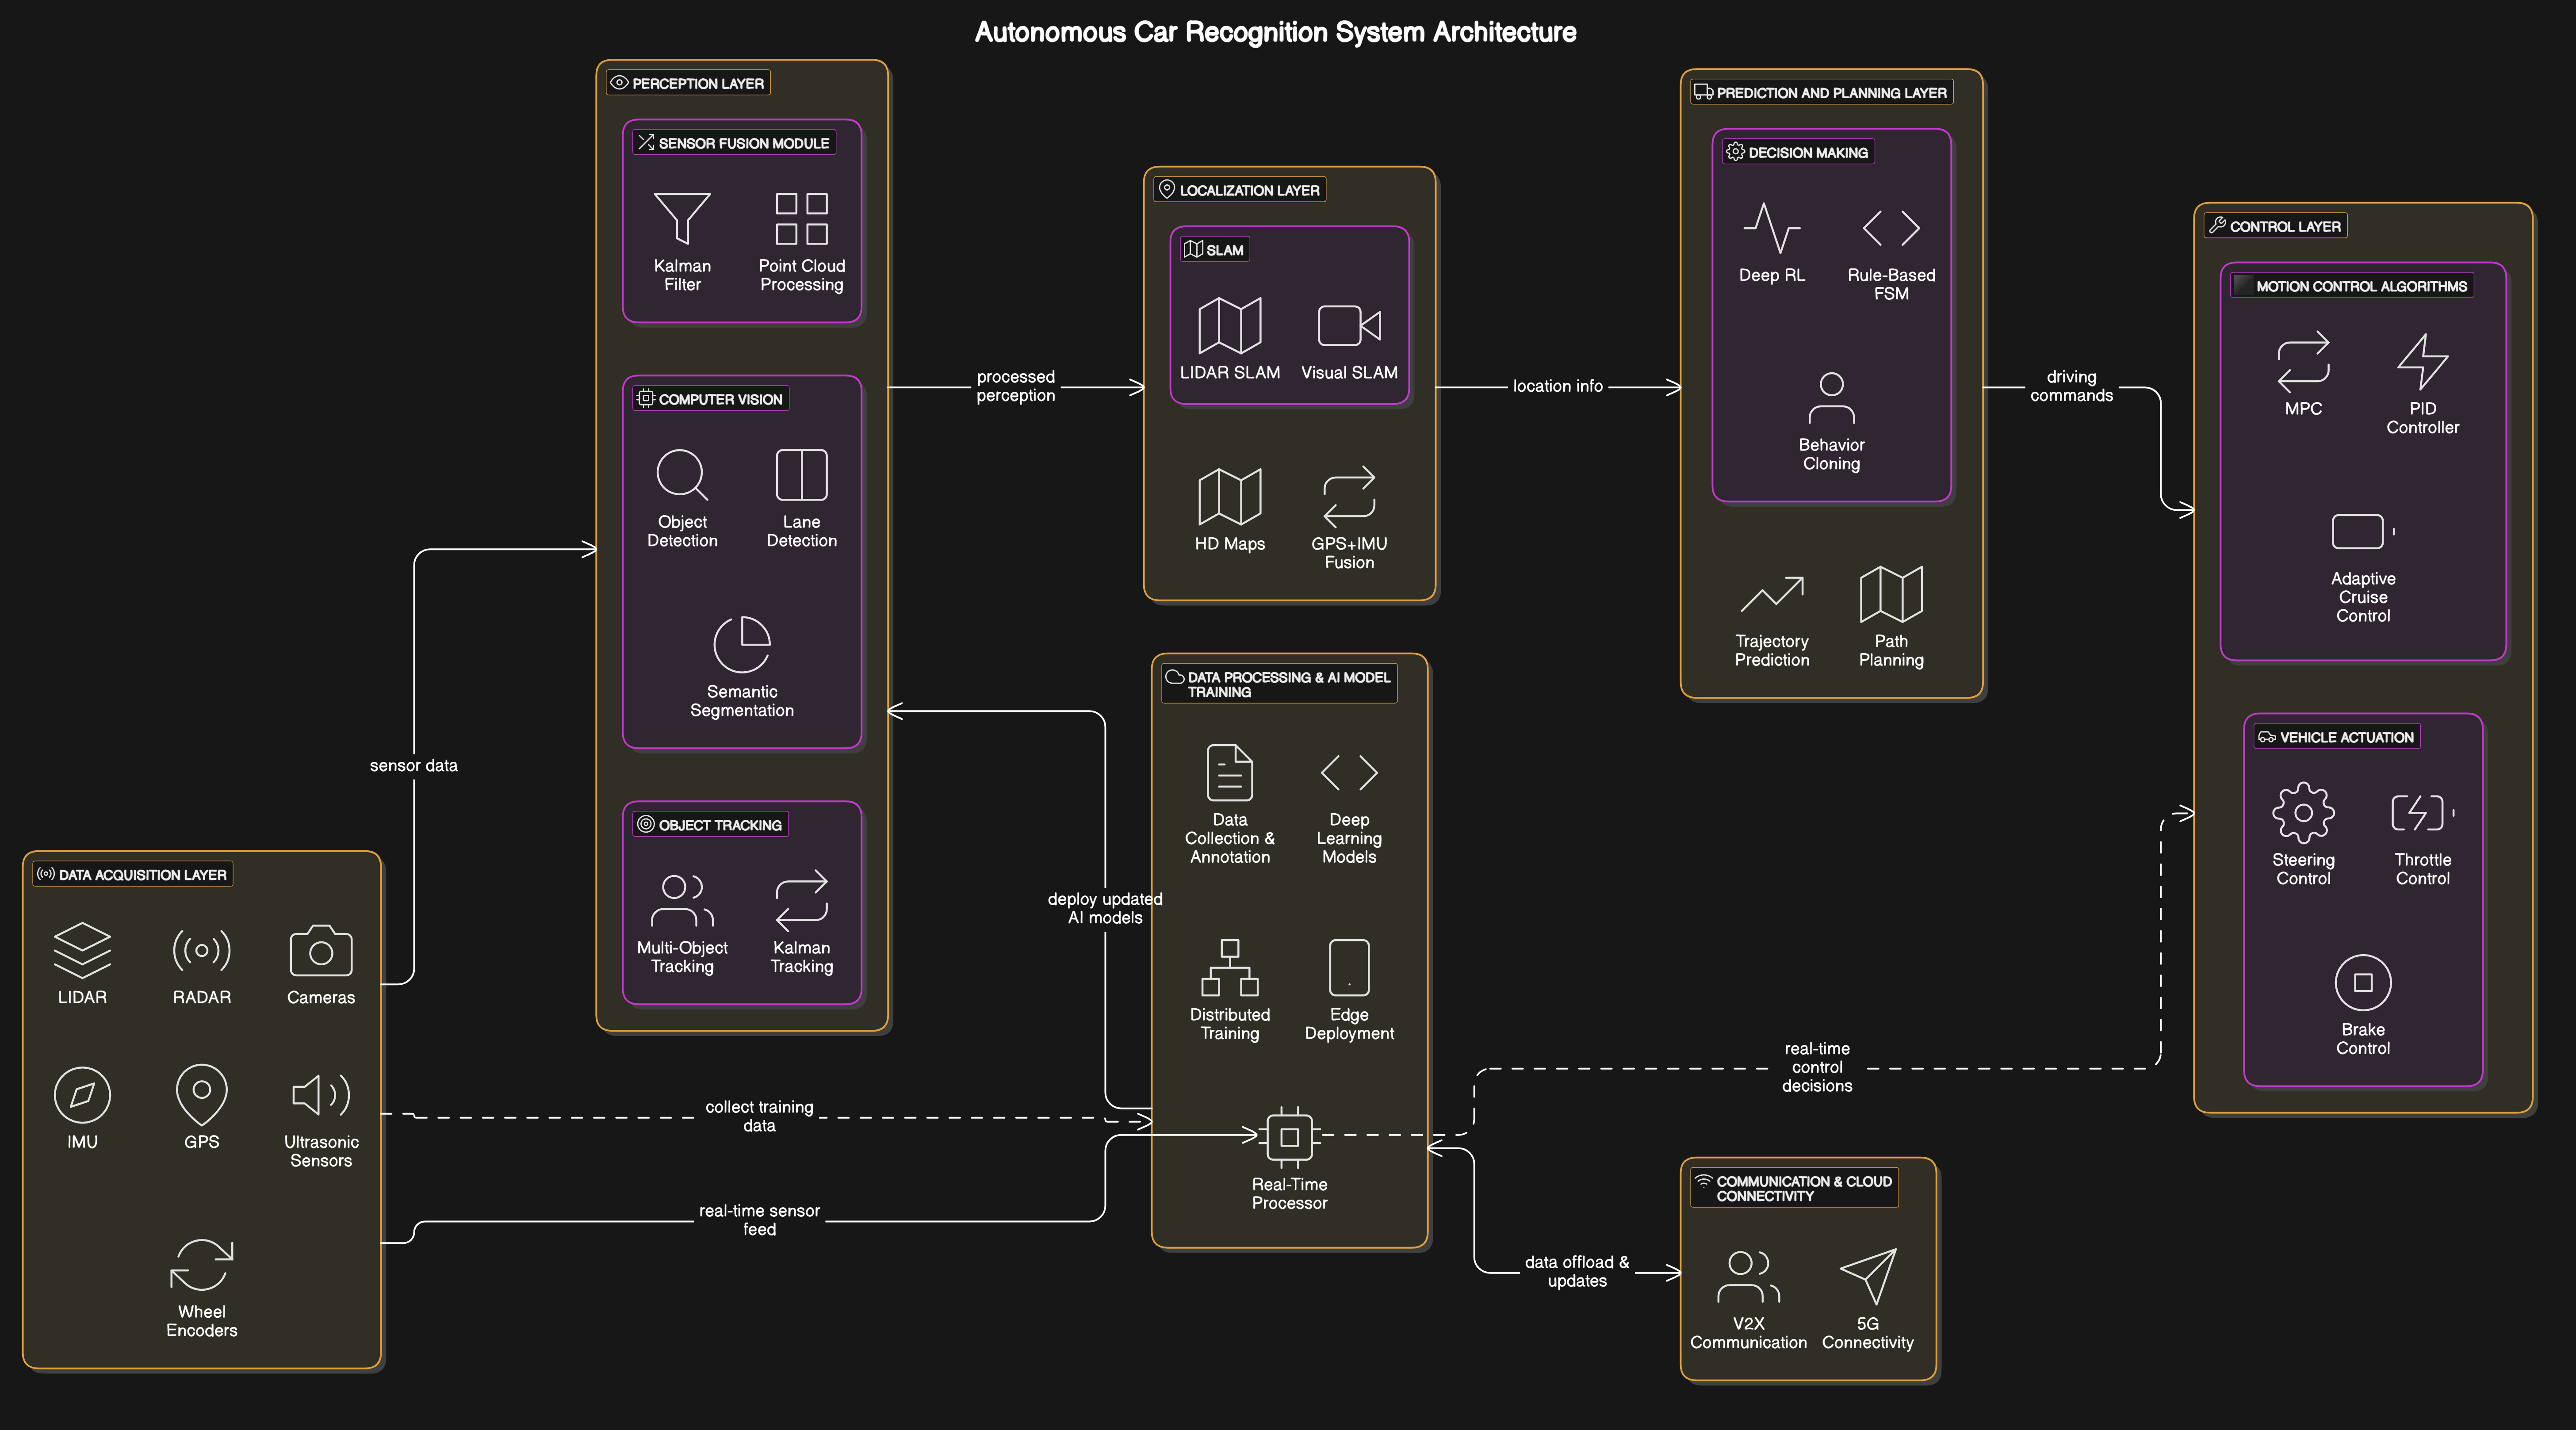 Autonomous Car Recognition System Architecture
PERCEPTION LAYER
SENSOR FUSION MODULE
Kalman
Filter
Point Cloud
Processing
COMPUTER VISION
Object
Detection
Lane
Detection
Semantic
Segmentation
OBJECT TRACKING
Multi-Object
Tracking
Kalman
Tracking
LOCALIZATION LAYER
SLAM
LIDAR SLAM
Visual SLAM
HD Maps
GPS+IMU
Fusion
PREDICTION AND PLANNING LAYER
DECISION MAKING
Deep RL
Rule-Based
FSM
Behavior
Cloning
Trajectory
Prediction
Path
Planning
CONTROL LAYER
MOTION CONTROL ALGORITHMS
MPC
PID
Controller
Adaptive
Cruise
Control
VEHICLE ACTUATION
Steering
Control
Throttle
Control
Brake
Control
DATA ACQUISITION LAYER
LIDAR
RADAR
Cameras
IMU
GPS
Ultrasonic
Sensors
Wheel
Encoders
DATA PROCESSING & AI MODEL
TRAINING
Data
Collection &
Annotation
Deep
Learning
Models
Distributed
Training
Edge
Deployment
Real-Time
Processor
COMMUNICATION & CLOUD
CONNECTIVITY
V2X
Communication
5G
Connectivity
sensor data
processed
perception
location info
driving
commands
deploy updated
AI models
collect training
data
real-time sensor
feed
real-time
control
decisions
data offload &
updates